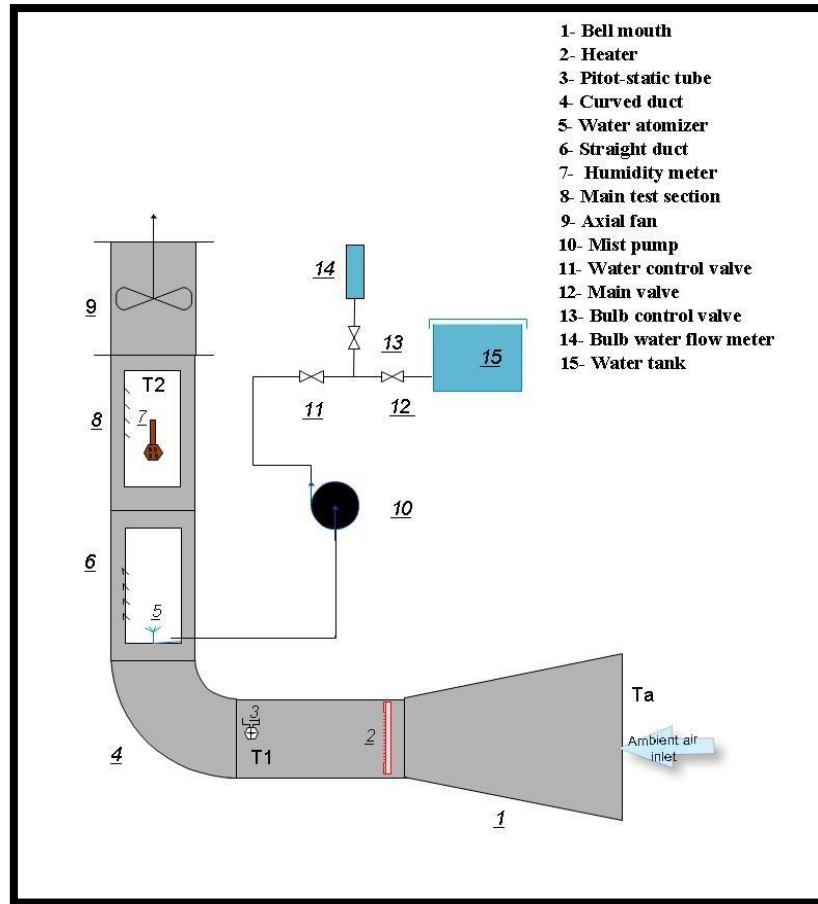 1- Bell mouth
2- Heater
3- Pitot-static tube
4- Curved duct
5- Water atomizer
6- Straight duct
7- Humidity meter
8- Main test section
9- Axial fan
10- Mist pump
11- Water control valve
12- Main valve
13- Bulb control valve
14- Bulb water flow meter
15- Water tank
14
9
13
15
T2
11
12
8
7
10
6
5
Ta
3
2
Ambient air
inlet
T1
4
1